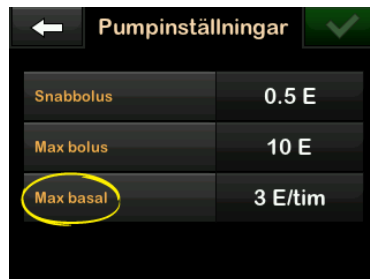 Pumpinställningar
Snabbolus 0.5 E
Max bolus 10 E
Max basal 3 E/tim